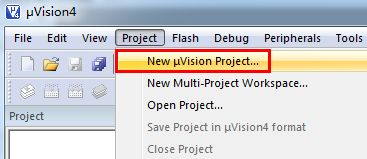 µVision4
File Edit View Project Flash Debug Peripherals Tools
New µVision Project...
New Multi-Project Workspace...
Open Project...
Save Project in µVision4 format
Close Project
Project